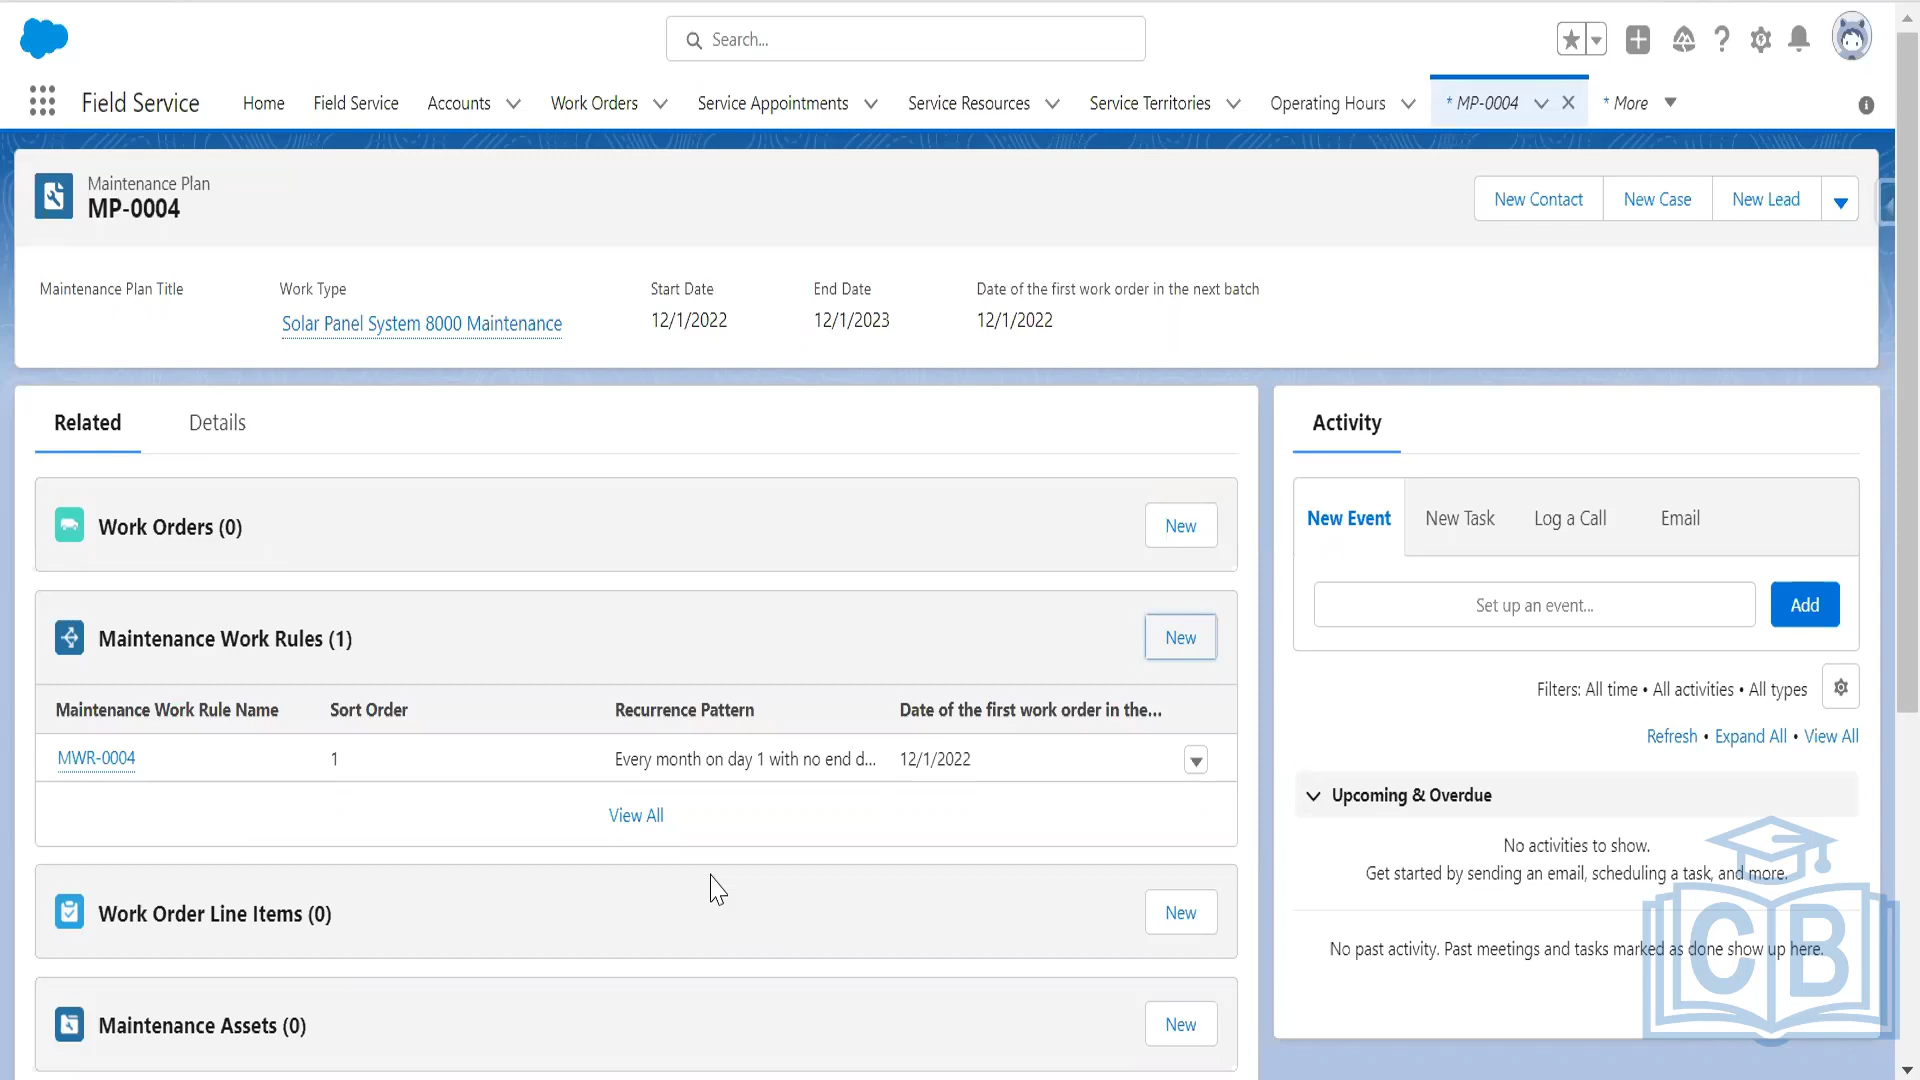 Search...
Field Service
Home
Field Service
Accounts
Work Orders
Service Appointments
Service Resources
Service Territories
Operating Hours
* MP-0004
* More
Maintenance Plan
MP-0004
New Contact
New Case
New Lead
Maintenance Plan Title
Work Type
Start Date
End Date
Date of the first work order in the next batch
Solar Panel System 8000 Maintenance
12/1/2022
12/1/2023
12/1/2022
Related
Details
Work Orders (0)
New
Maintenance Work Rules (1)
New
Maintenance Work Rule Name
Sort Order
Recurrence Pattern
Date of the first work order in the...
MWR-0004
1
Every month on day 1 with no end d...
12/1/2022
View All
Work Order Line Items (0)
New
Maintenance Assets (0)
New
Activity
New Event
New Task
Log a Call
Email
Set up an event...
Add
Filters: All time • All activities • All types
Refresh • Expand All • View All
Upcoming & Overdue
No activities to show.
Get started by sending an email, scheduling a task, and more.
No past activity. Past meetings and tasks marked as done show up here.
CB